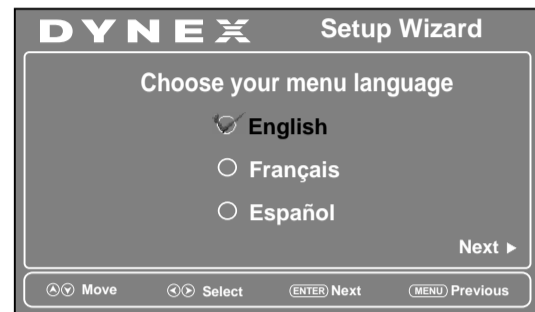 DYNEX Setup Wizard
Choose your menu language
English
Français
Español
Next ►
Move Select ENTER Next MENU Previous